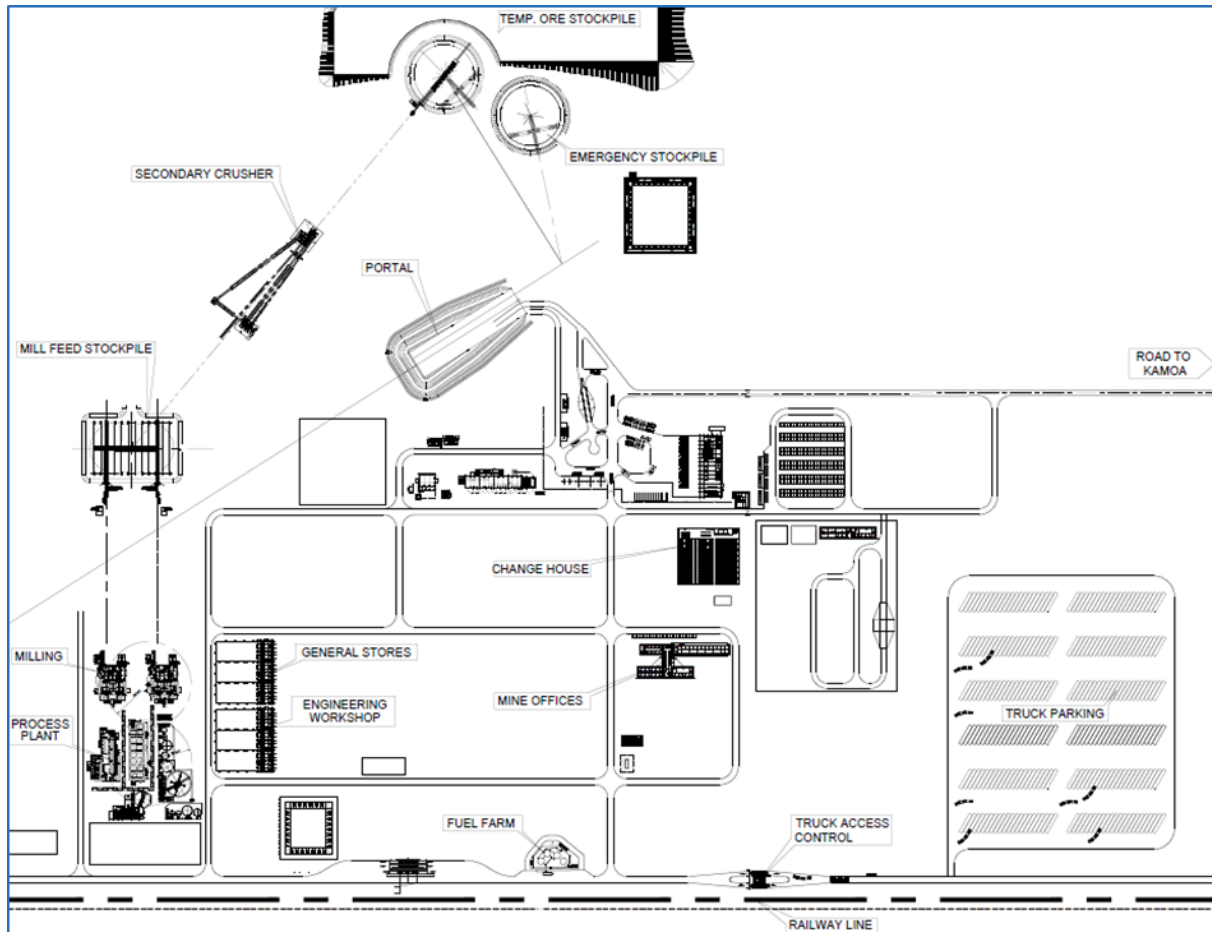 TEMP. ORE STOCKPILE
EMERGENCY STOCKPILE
SECONDARY CRUSHER
PORTAL
MILL FEED STOCKPILE
ROAD TO
KAMOA
CHANGE HOUSE
MILLING
GENERAL STORES
MINE OFFICES
ENGINEERING
WORKSHOP
PROCESS
PLANT
TRUCK PARKING
FUEL FARM
TRUCK ACCESS
CONTROL
RAILWAY LINE